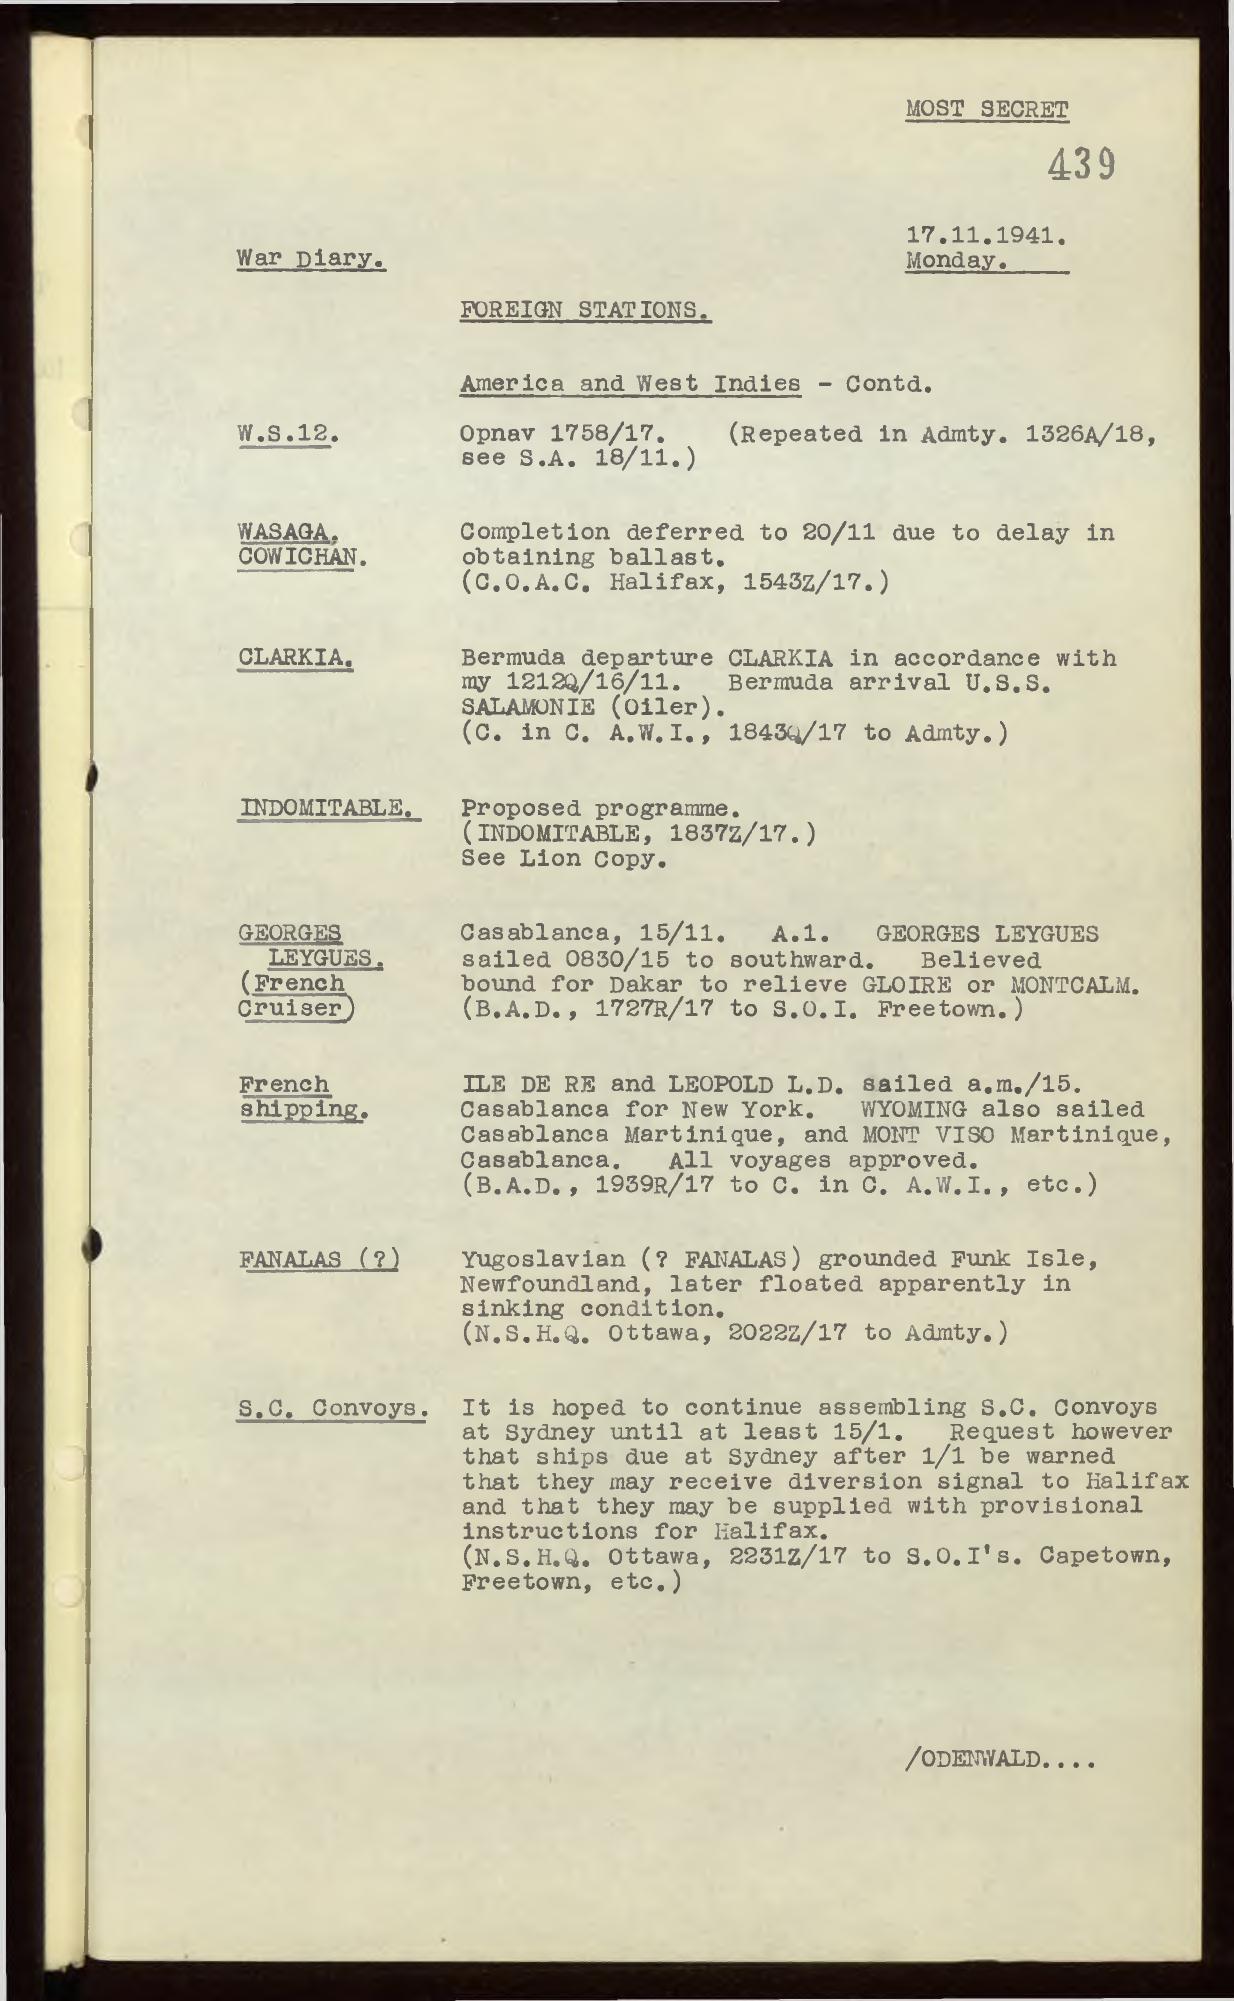 MOST SECRET
439
17.11.1941.
War Diary.
Monday.
FOREIGN STATIONS.
America and West Indies - Contd.
W.S.12. Opnav 1758/17. (Repeated in Admty. 1326A/18,
see S.A. 18/11.)
WASAGA. Completion deferred to 20/11 due to delay in
COWICHAN. obtaining ballast.
(C.O.A.C. Halifax, 1543Z/17.)
CLARKIA. Bermuda departure CLARKIA in accordance with
my 1212Q/16/11. Bermuda arrival U.S.S.
SALAMONIE (Oiler).
(C. in C. A.W.I., 1843Q/17 to Admty.)
INDOMITABLE. Proposed programme.
(INDOMITABLE, 1837Z/17.)
See Lion Copy.
GEORGES Casablanca, 15/11. A.1. GEORGES LEYGUES
LEYGUES. sailed 0830/15 to southward. Believed
(French bound for Dakar to relieve GLOIRE or MONTCALM.
Cruiser) (B.A.D., 1727R/17 to S.O.I. Freetown.)
French ILE DE RE and LEOPOLD L.D. sailed a.m./15.
shipping. Casablanca for New York. WYOMING also sailed
Casablanca Martinique, and MONT VISO Martinique,
Casablanca. All voyages approved.
(B.A.D., 1939R/17 to C. in C. A.W.I., etc.)
FANALAS (?) Yugoslavian (? FANALAS) grounded Funk Isle,
Newfoundland, later floated apparently in
sinking condition.
(N.S.H.Q. Ottawa, 2022Z/17 to Admty.)
S.C. Convoys. It is hoped to continue assembling S.C. Convoys
at Sydney until at least 15/1. Request however
that ships due at Sydney after 1/1 be warned
that they may receive diversion signal to Halifax
and that they may be supplied with provisional
instructions for Halifax.
(N.S.H.Q. Ottawa, 2231Z/17 to S.O.I's. Capetown,
Freetown, etc.)
/ODENWALD....